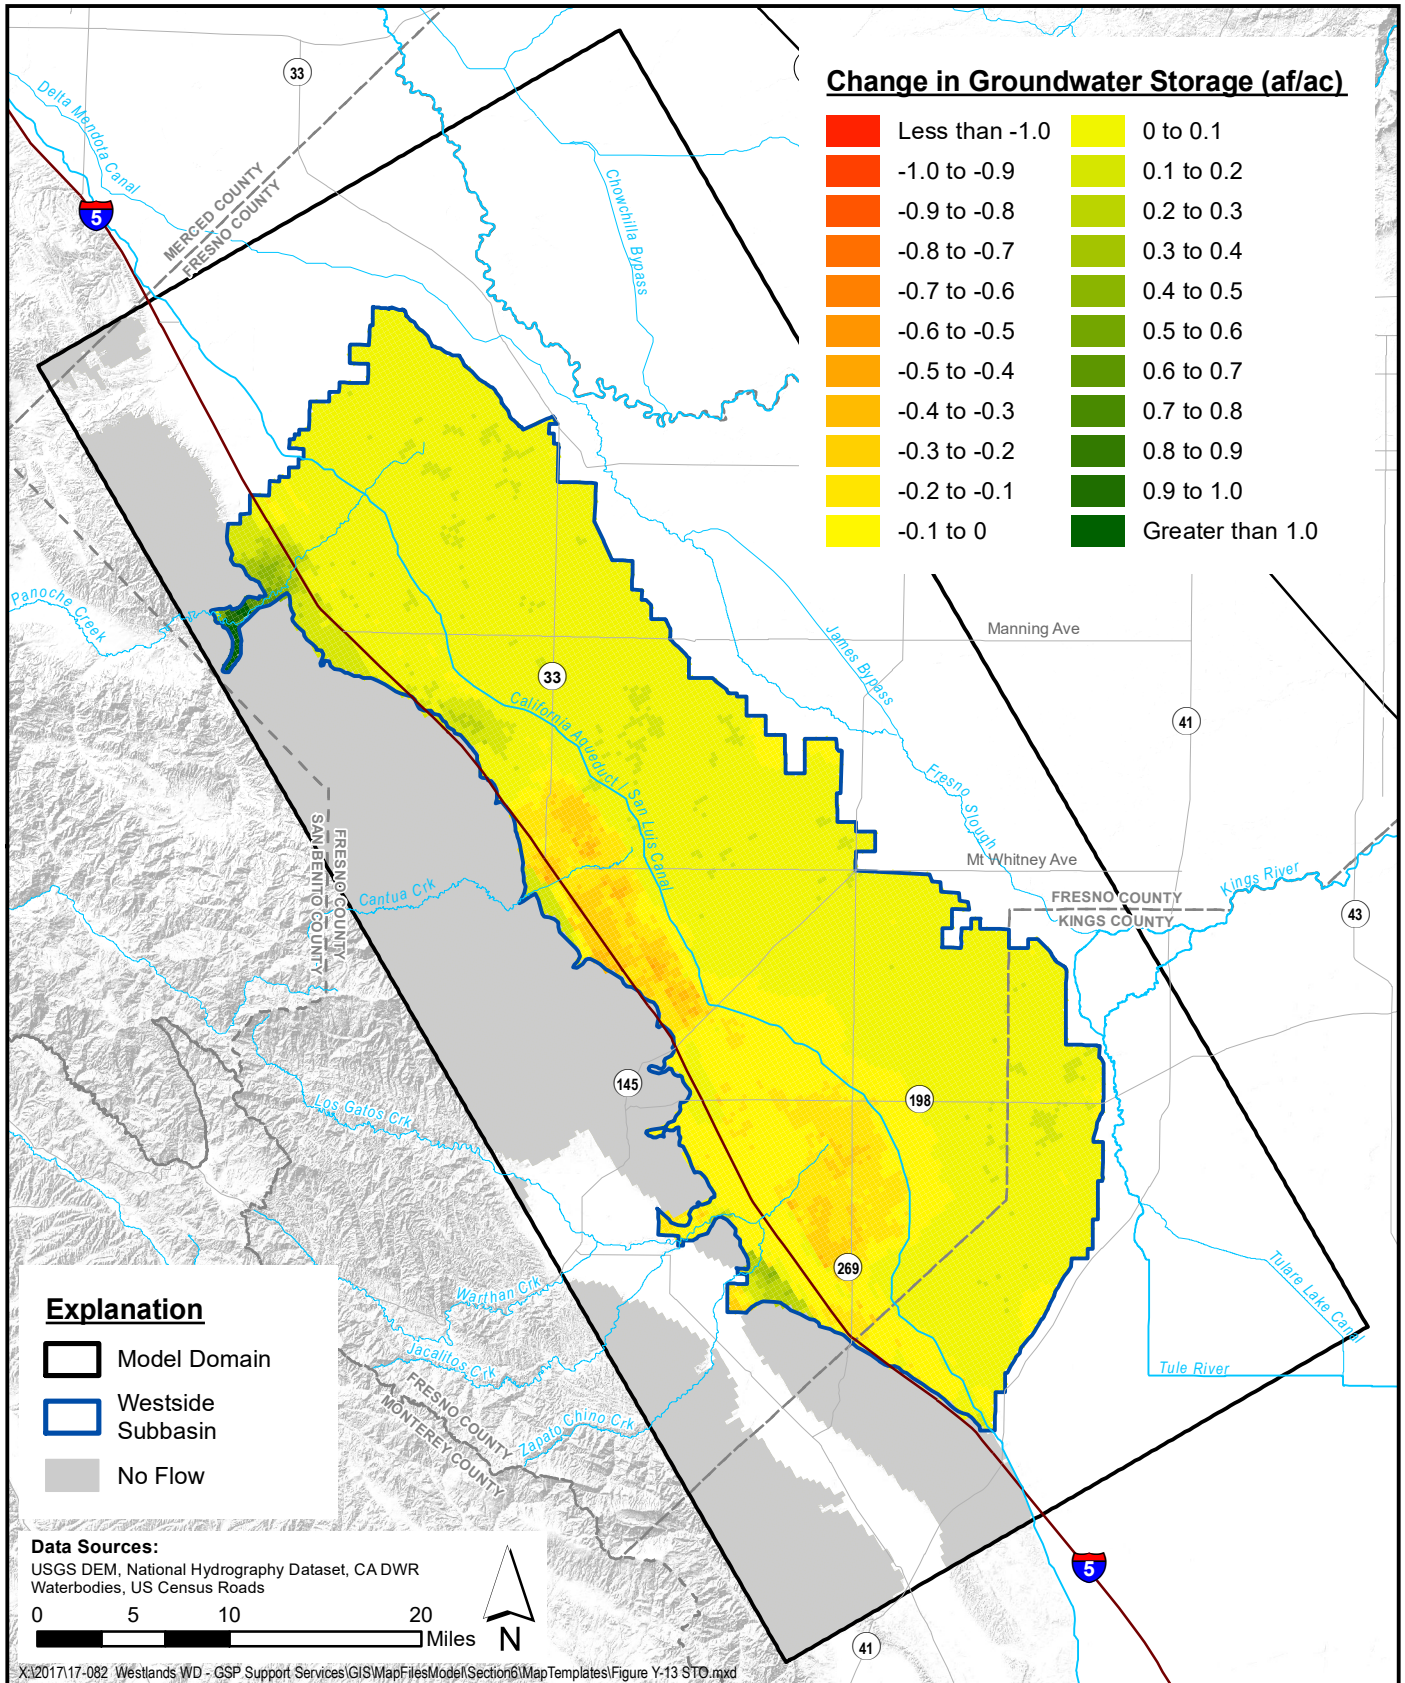 33
Delta Mendota Canal
5
MERCED COUNTY
FRESNO COUNTY
Chowchilla Bypass
Change in Groundwater Storage (af/ac)
Less than -1.0
-1.0 to -0.9
-0.9 to -0.8
-0.8 to -0.7
-0.7 to -0.6
-0.6 to -0.5
-0.5 to -0.4
-0.4 to -0.3
-0.3 to -0.2
-0.2 to -0.1
-0.1 to 0
0 to 0.1
0.1 to 0.2
0.2 to 0.3
0.3 to 0.4
0.4 to 0.5
0.5 to 0.6
0.6 to 0.7
0.7 to 0.8
0.8 to 0.9
0.9 to 1.0
Greater than 1.0
Panoche Creek
Manning Ave
James Bypass
33
California Aqueduct / San Luis Canal
41
Fresno Slough
SAN BENITO COUNTY
FRESNO COUNTY
Cantua Crk
Mt Whitney Ave
FRESNO COUNTY
KINGS COUNTY
Kings River
43
145
Los Gatos Crk
198
269
Warthan Crk
Jacalitos Crk
Zapato Chino Crk
FRESNO COUNTY
MONTEREY COUNTY
Tulare Lake Canal
Tule River
Explanation
Model Domain
Westside
Subbasin
No Flow
Data Sources:
USGS DEM, National Hydrography Dataset, CA DWR
Waterbodies, US Census Roads
0 5 10 20
Miles
N
5
41
X:\2017\17-082 Westlands WD - GSP Support Services\GIS\MapFilesModel\Section6\MapTemplates\Figure Y-13 STO.mxd